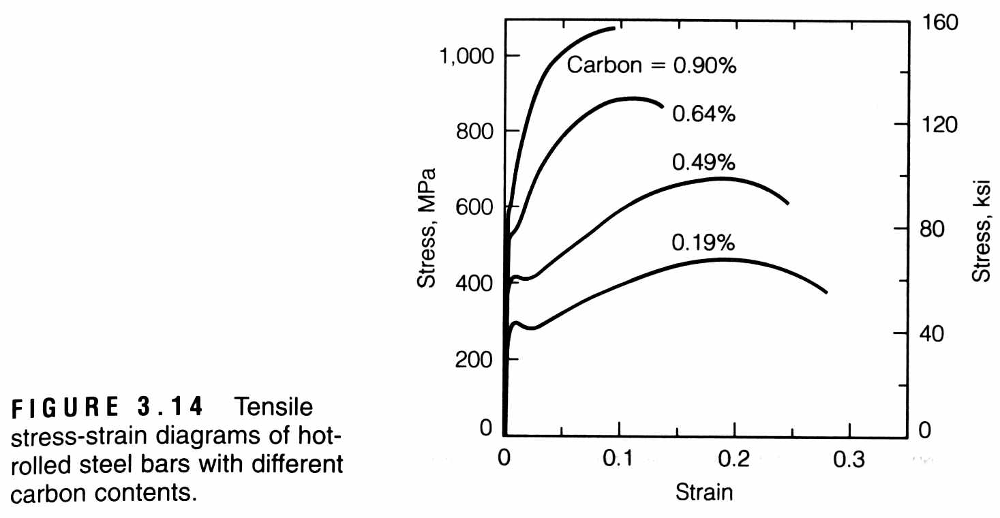 160
1,000
Carbon = 0.90%
0.64%
800
120
0.49%
600
Stress, MPa
80
Stress, ksi
0.19%
400
40
200
FIGURE 3.14 Tensile
stress-strain diagrams of hot-
rolled steel bars with different
carbon contents.
0
0
0
0.1
0.2
0.3
Strain